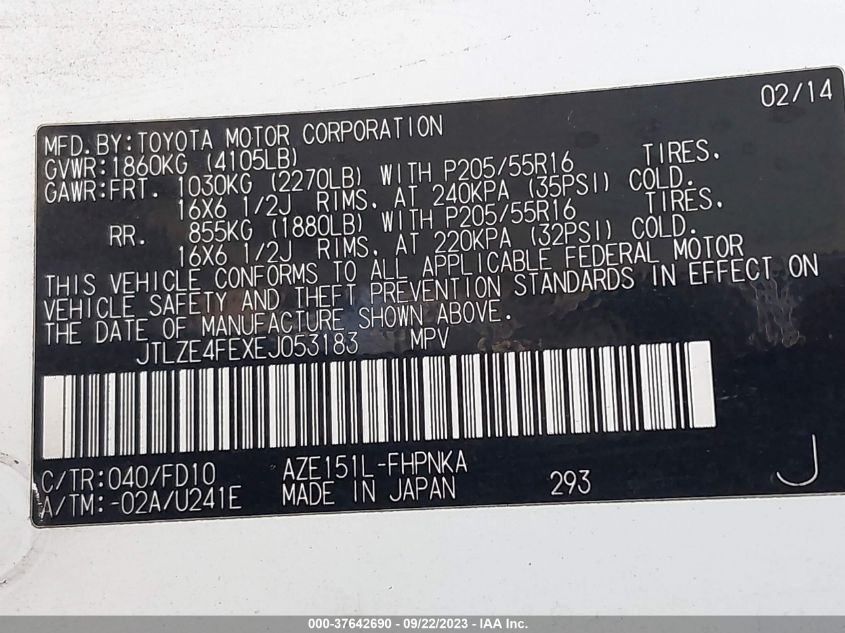 02/14
MFD.BY:TOYOTA MOTOR CORPORATION
GVWR:1860KG (4105LB)
GAWR:FRT. 1030KG (2270LB) WITH P205/55R16 TIRES.
16X6 1/2J RIMS. AT 240KPA (35PSI) COLD.
RR. 855KG (1880LB) WITH P205/55R16 TIRES.
16X6 1/2J RIMS. AT 220KPA (32PSI) COLD.
THIS VEHICLE CONFORMS TO ALL APPLICABLE FEDERAL MOTOR
VEHICLE SAFETY AND THEFT PREVENTION STANDARDS IN EFFECT ON
THE DATE OF MANUFACTURE SHOWN ABOVE.
JTLZE4FEXEJ053183 MPV
C/TR:040/FD10 AZE151L-FHPNKA
A/TM:-02A/U241E MADE IN JAPAN 293 J
000-37642690 - 09/22/2023 - IAA Inc.